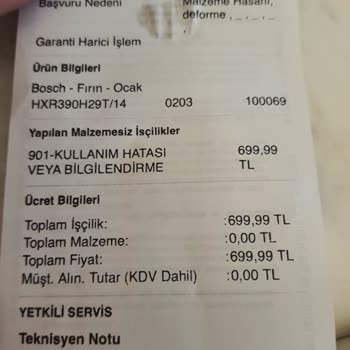 Başvuru Nedeni Malzeme Hasarı,
deforme , _ , _ , _
Garanti Harici İşlem
Ürün Bilgileri
Bosch - Fırın - Ocak
HXR390H29T/14 0203 100069
Yapılan Malzemesiz İşçilikler
901-KULLANIM HATASI 699,99
VEYA BİLGİLENDİRME TL
Ücret Bilgileri
Toplam İşçilik: :699,99 TL
Toplam Malzeme: :0,00 TL
Toplam Fiyat: :699,99 TL
Müşt. Alın. Tutar (KDV Dahil) :0,00 TL
YETKİLİ SERVİS
Teknisyen Notu